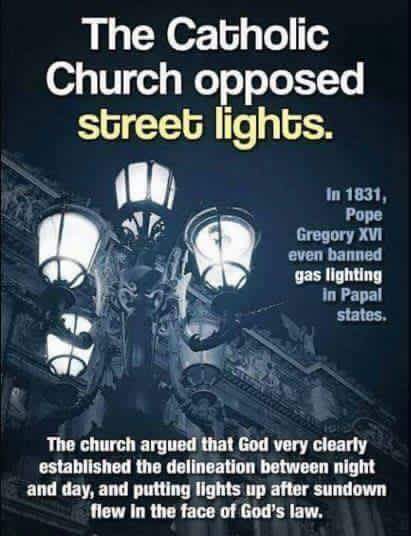 The Catholic
Church opposed
street lights.
In 1831,
Pope
Gregory XVI
even banned
gas lighting
in Papal
states.
The church argued that God very clearly
established the delineation between night
and day, and putting lights up after sundown
flew in the face of God's law.